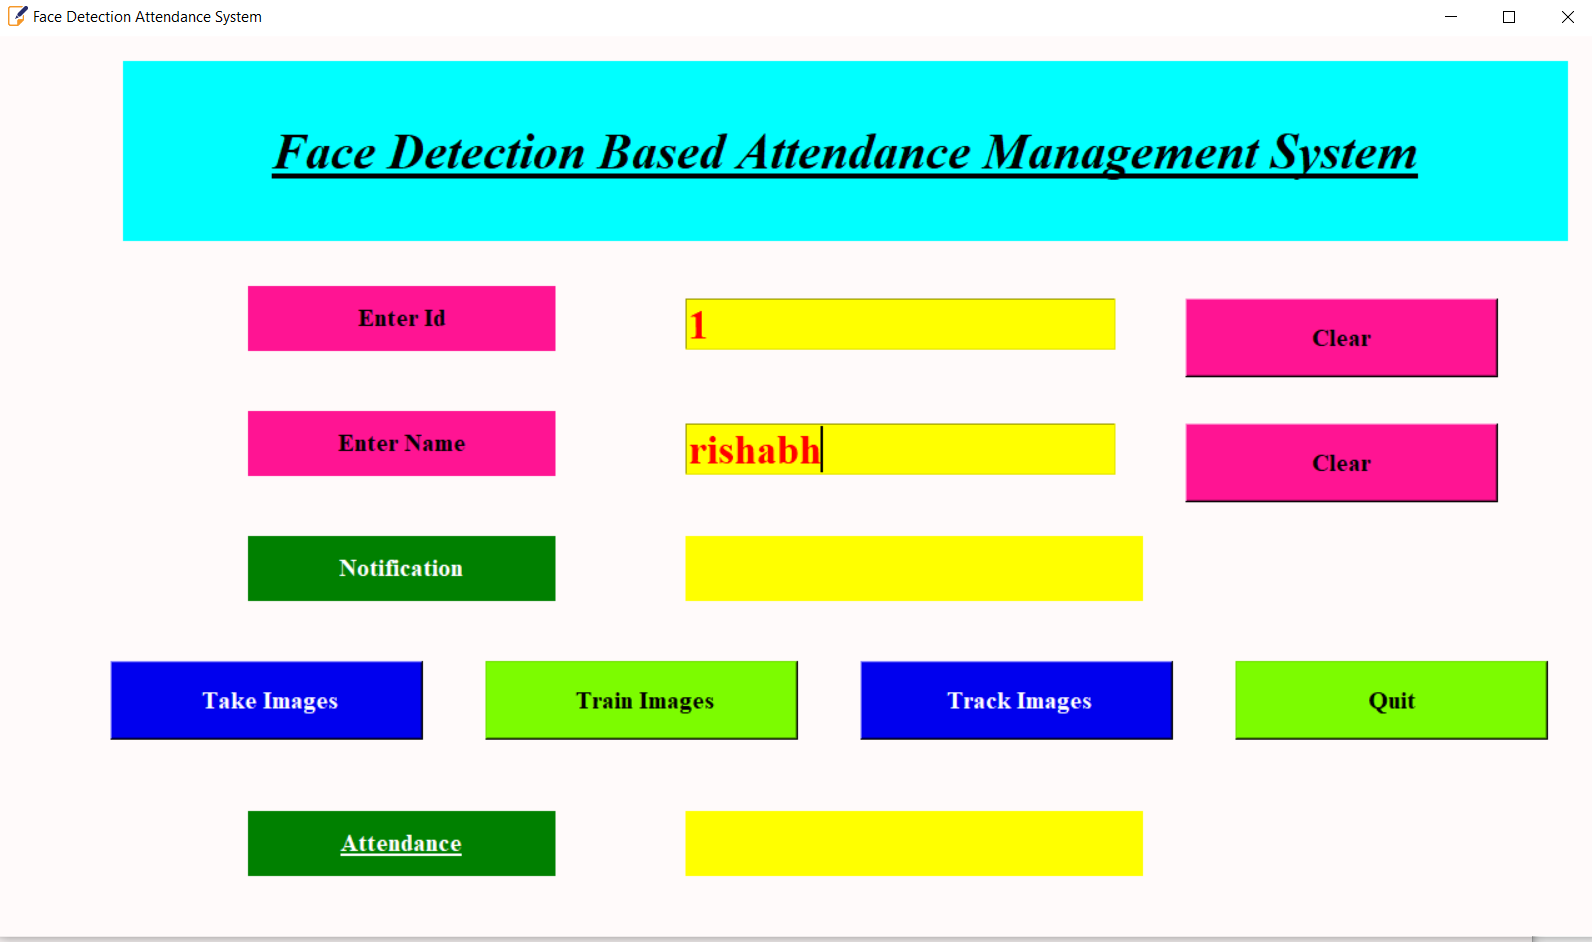 Face Detection Attendance System
Face Detection Based Attendance Management System
Enter Id
1
Clear
Enter Name
rishabh
Clear
Notification
Take Images
Train Images
Track Images
Quit
Attendance